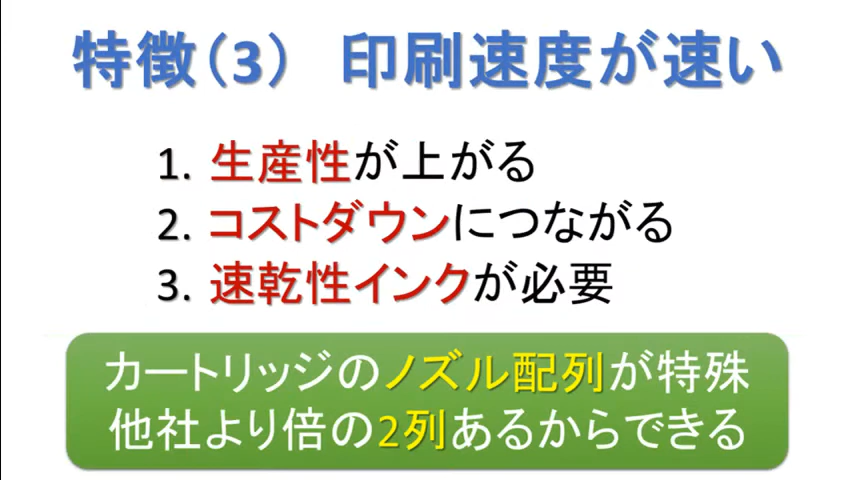 特徴(3) 印刷速度が速い
1. 生産性が上がる
2. コストダウンにつながる
3. 速乾性インクが必要
カートリッジのノズル配列が特殊
他社より倍の2列あるからできる